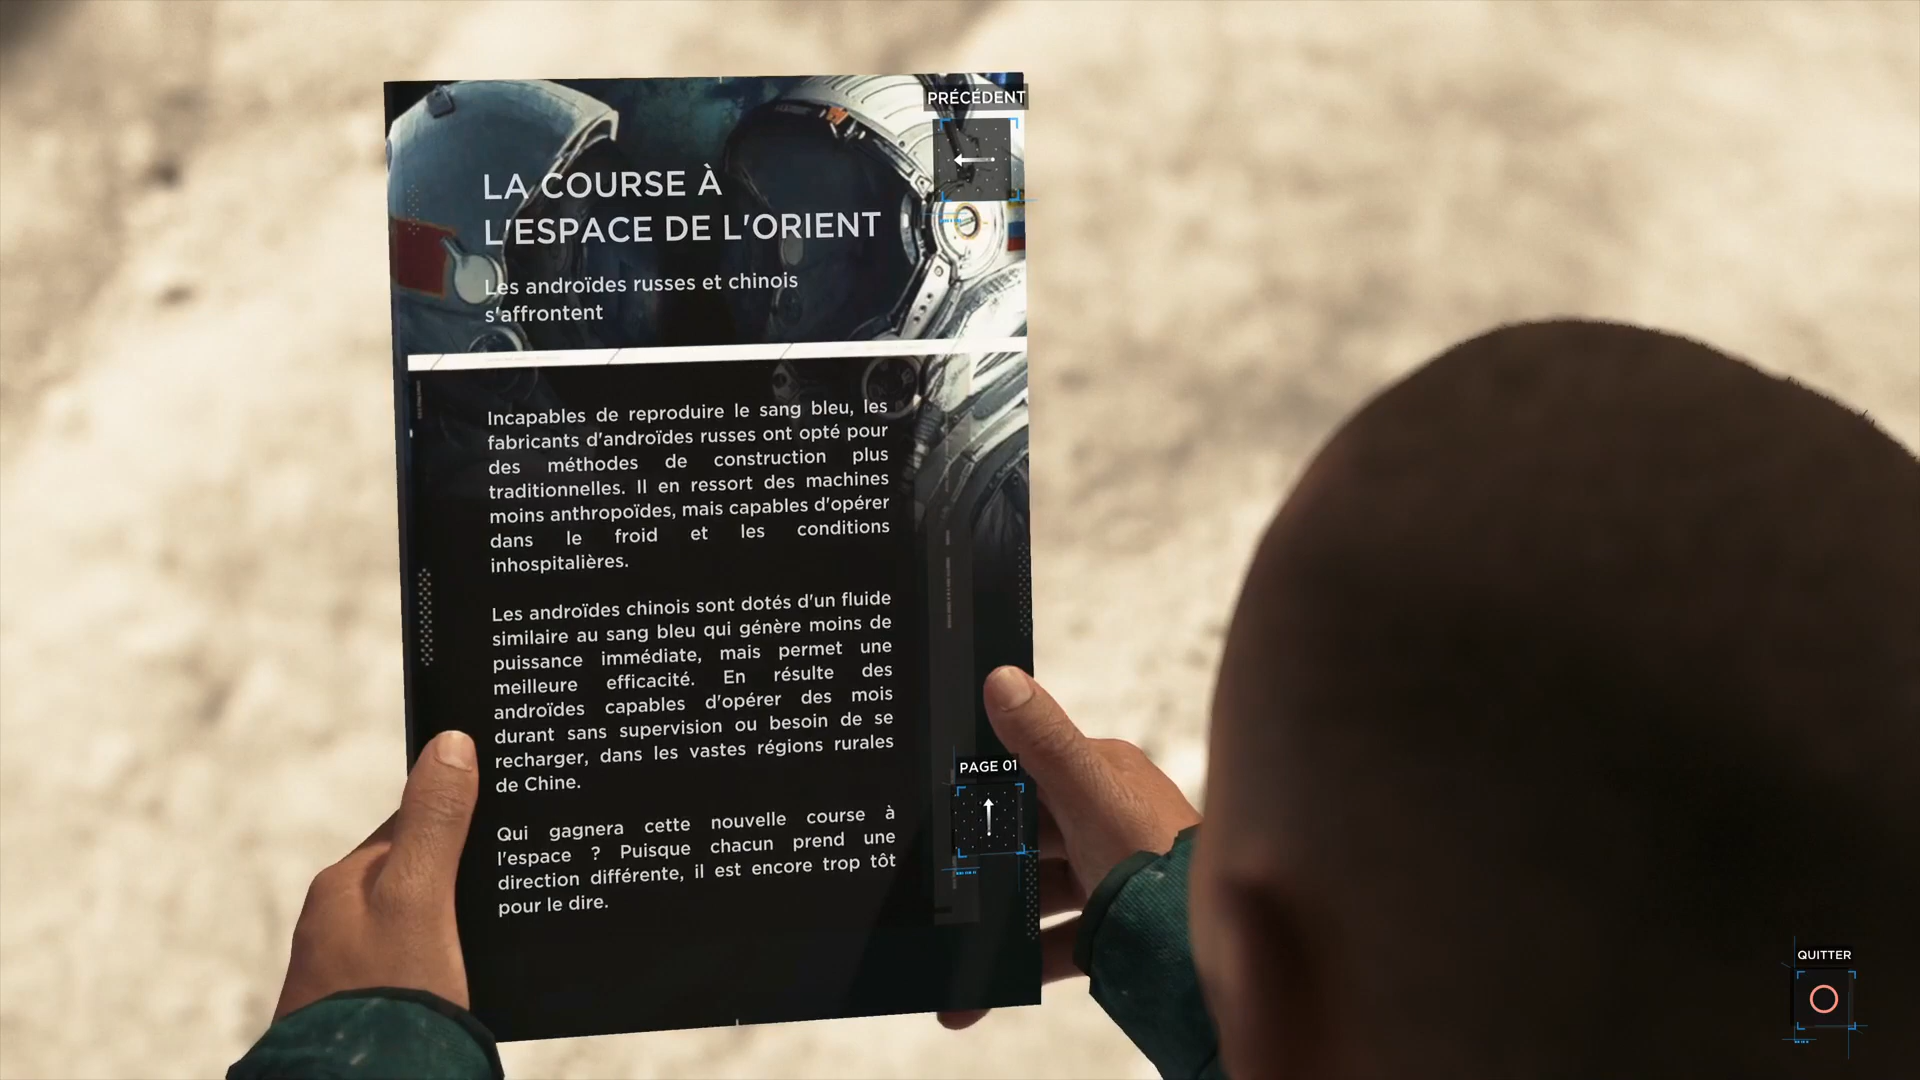 PRÉCÉDENT
LA COURSE À
L'ESPACE DE L'ORIENT
Les androïdes russes et chinois
s'affrontent
Incapables de reproduire le sang bleu, les
fabricants d'androïdes russes ont opté pour
des méthodes de construction plus
traditionnelles. Il en ressort des machines
moins anthropoïdes, mais capables d'opérer
dans le froid et les conditions
inhospitalières.
Les androïdes chinois sont dotés d'un fluide
similaire au sang bleu qui génère moins de
puissance immédiate, mais permet une
meilleure efficacité. En résulte des
androïdes capables d'opérer des mois
durant sans supervision ou besoin de se
recharger, dans les vastes régions rurales
de Chine.
Qui gagnera cette nouvelle course à
l'espace ? Puisque chacun prend une
direction différente, il est encore trop tôt
pour le dire.
PAGE 01
QUITTER